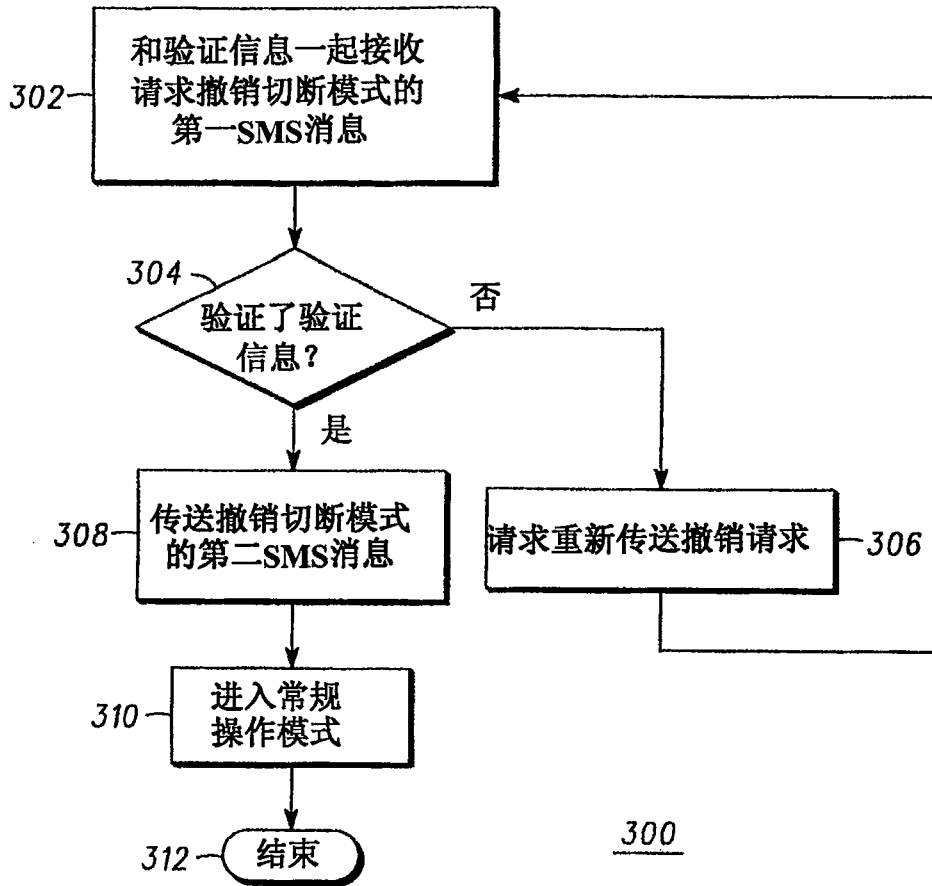 和验证信息一起接收
请求撤销切断模式的
第一SMS消息
302
304
验证了验证
信息?
否
是
308
传送撤销切断模式
的第二SMS消息
请求重新传送撤销请求
306
310
进入常规
操作模式
312
结束
300